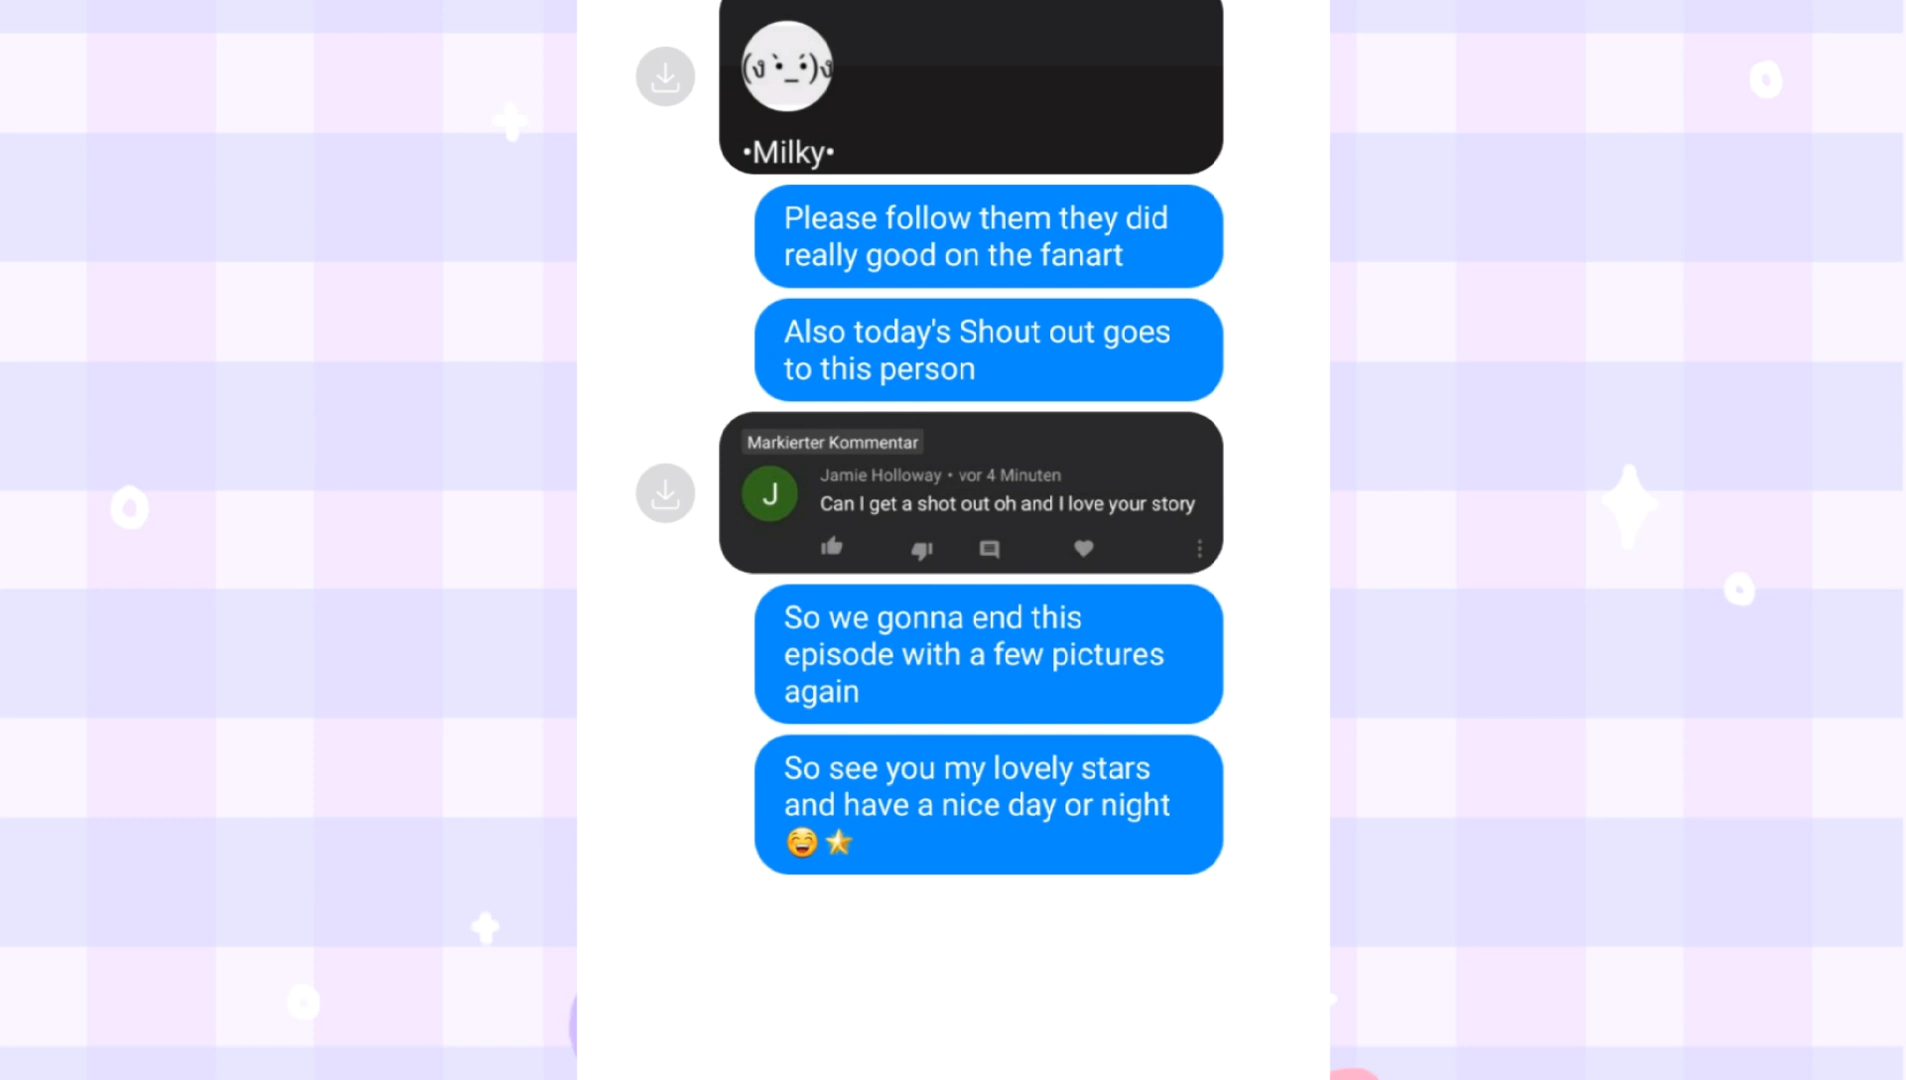 •Milky•
Please follow them they did
really good on the fanart
Also today's Shout out goes
to this person
Markierter Kommentar
Jamie Holloway • vor 4 Minuten
Can I get a shot out oh and I love your story
So we gonna end this
episode with a few pictures
again
So see you my lovely stars
and have a nice day or night
😁⭐